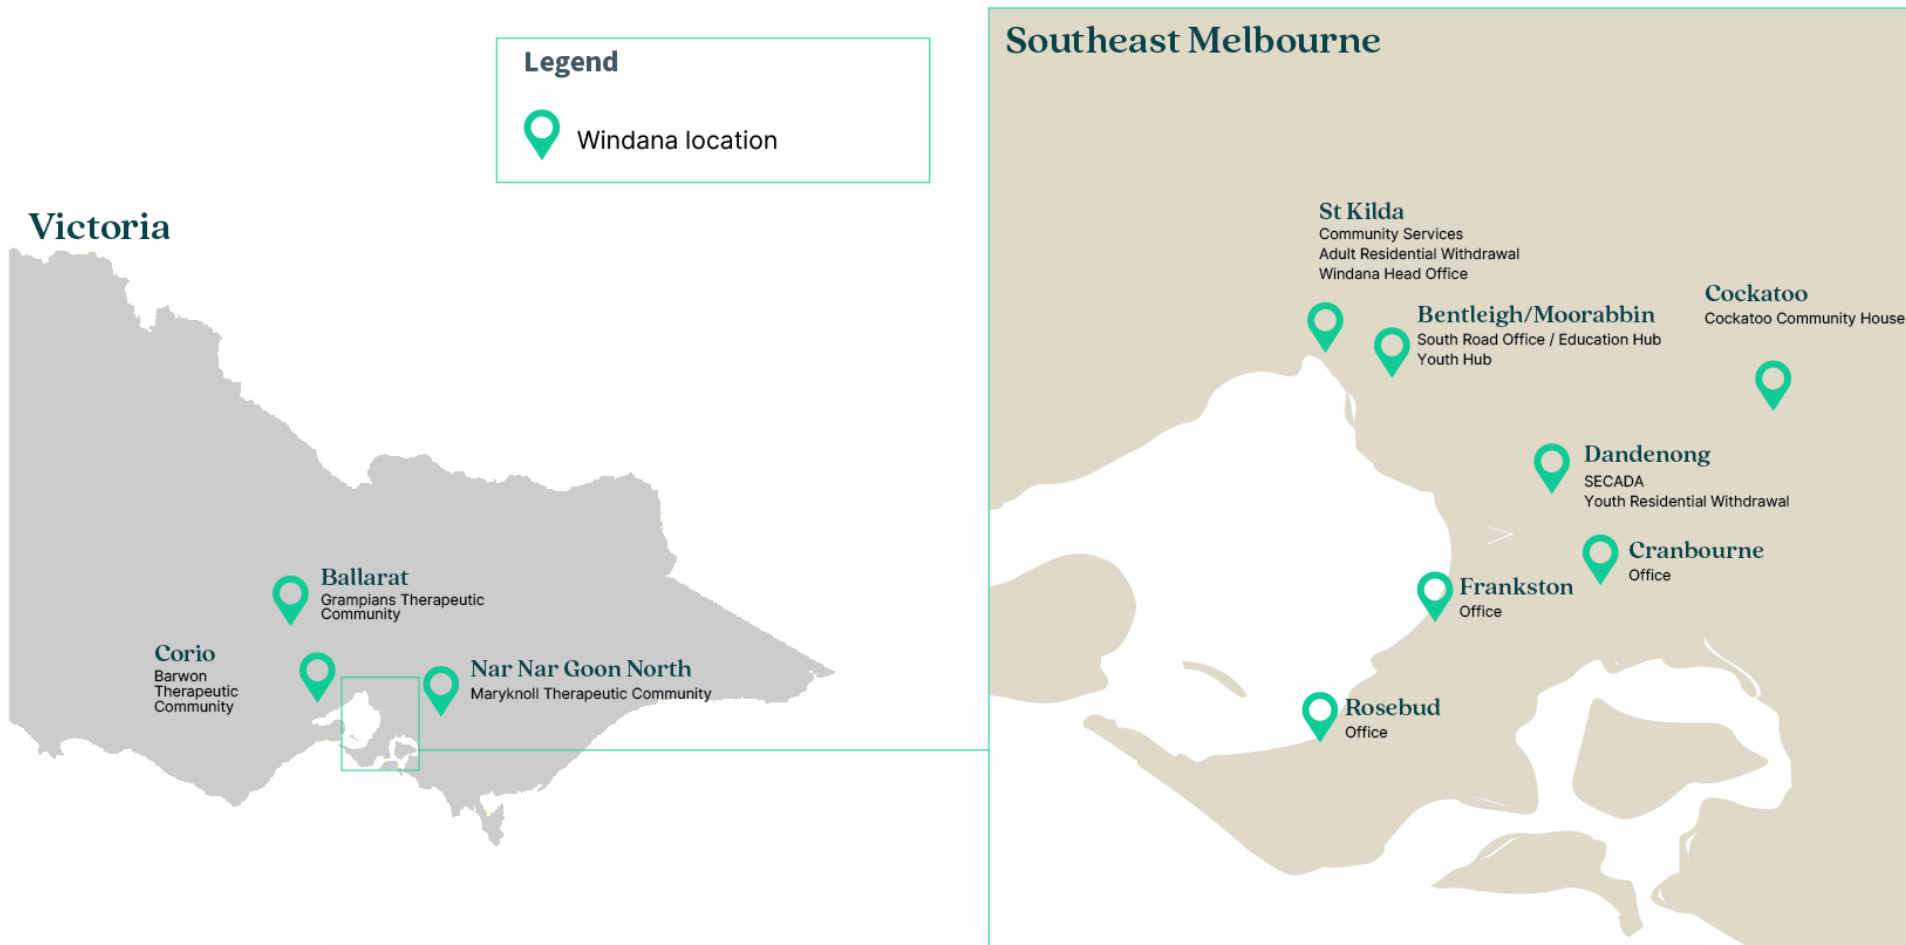 Legend
Windana location
Victoria
Ballarat
Grampians Therapeutic
Community
Corio
Barwon
Therapeutic
Community
Nar Nar Goon North
Maryknoll Therapeutic Community
Southeast Melbourne
St Kilda
Community Services
Adult Residential Withdrawal
Windana Head Office
Bentleigh/Moorabbin
South Road Office / Education Hub
Youth Hub
Cockatoo
Cockatoo Community House
Dandenong
SECADA
Youth Residential Withdrawal
Cranbourne
Office
Frankston
Office
Rosebud
Office